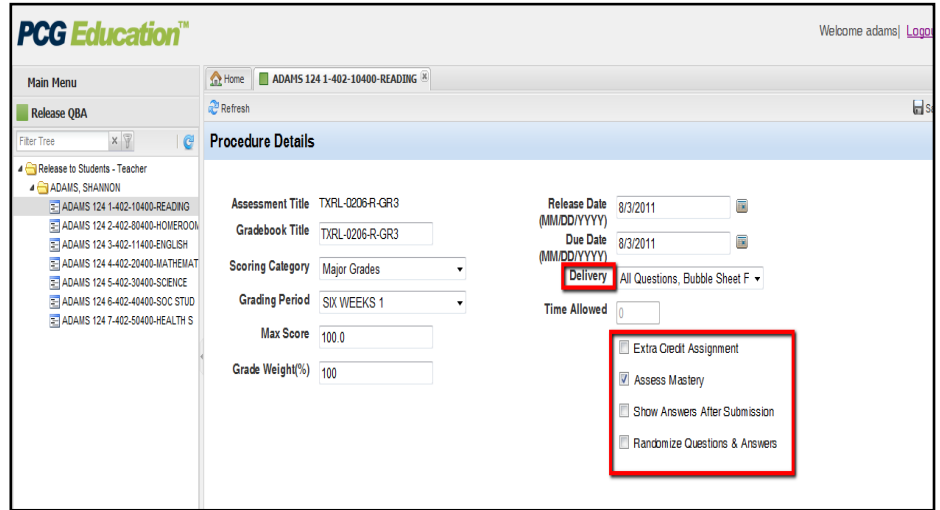 PCG Education™
Welcome adams|
Main Menu
Home
ADAMS 124 1-402-10400-READING
Release QBA
Refresh
Filter Tree
Procedure Details
Release to Students - Teacher
ADAMS, SHANNON
ADAMS 124 1-402-10400-READING
ADAMS 124 2-402-80400-HOMEROOM
ADAMS 124 3-402-11400-ENGLISH
ADAMS 124 4-402-20400-MATHEMAT
ADAMS 124 5-402-30400-SCIENCE
ADAMS 124 6-402-40400-SOC STUD
ADAMS 124 7-402-50400-HEALTH S
Assessment Title TXRL-0206-R-GR3
Gradebook Title TXRL-0206-R-GR3
Scoring Category Major Grades
Grading Period SIX WEEKS 1
Max Score 100.0
Grade Weight(%) 100
Release Date 8/3/2011
(MM/DD/YYYY)
Due Date 8/3/2011
(MM/DD/YYYY)
Delivery All Questions, Bubble Sheet F
Time Allowed 0
Extra Credit Assignment
Assess Mastery
Show Answers After Submission
Randomize Questions & Answers